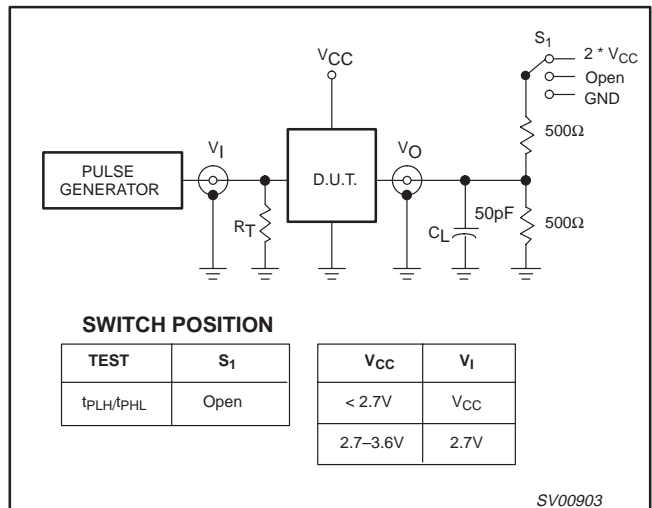 S1
2 * VCC
Open
GND
VCC
500Ω
VI
VO
PULSE
GENERATOR
D.U.T.
RT
50pF
CL
500Ω
SWITCH POSITION
TEST S1
tPLH/tPHL Open
VCC VI
< 2.7V VCC
2.7–3.6V 2.7V
SV00903